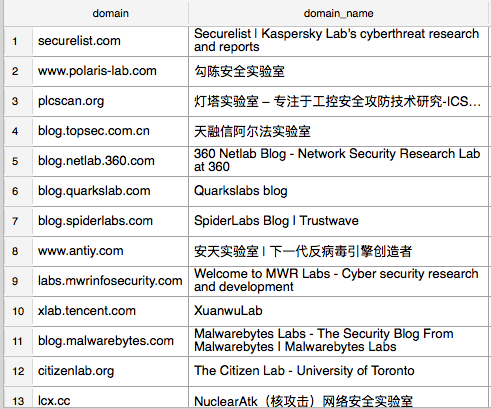 domain domain_name
1 securelist.com Securelist | Kaspersky Lab's cyberthreat research
and reports
2 www.polaris-lab.com 勾陈安全实验室
3 plcscan.org 灯塔实验室 – 专注于工控安全攻防技术研究-ICS...
4 blog.topsec.com.cn 天融信阿尔法实验室
5 blog.netlab.360.com 360 Netlab Blog - Network Security Research Lab
at 360
6 blog.quarkslab.com Quarkslabs blog
7 blog.spiderlabs.com SpiderLabs Blog | Trustwave
8 www.antiy.com 安天实验室 | 下一代反病毒引擎创造者
9 labs.mwrinfosecurity.com Welcome to MWR Labs - Cyber security research
and development
10 xlab.tencent.com XuanwuLab
11 blog.malwarebytes.com Malwarebytes Labs - The Security Blog From
Malwarebytes | Malwarebytes Labs
12 citizenlab.org The Citizen Lab - University of Toronto
13 lcx.cc NuclearAtk（核攻击）网络安全实验室